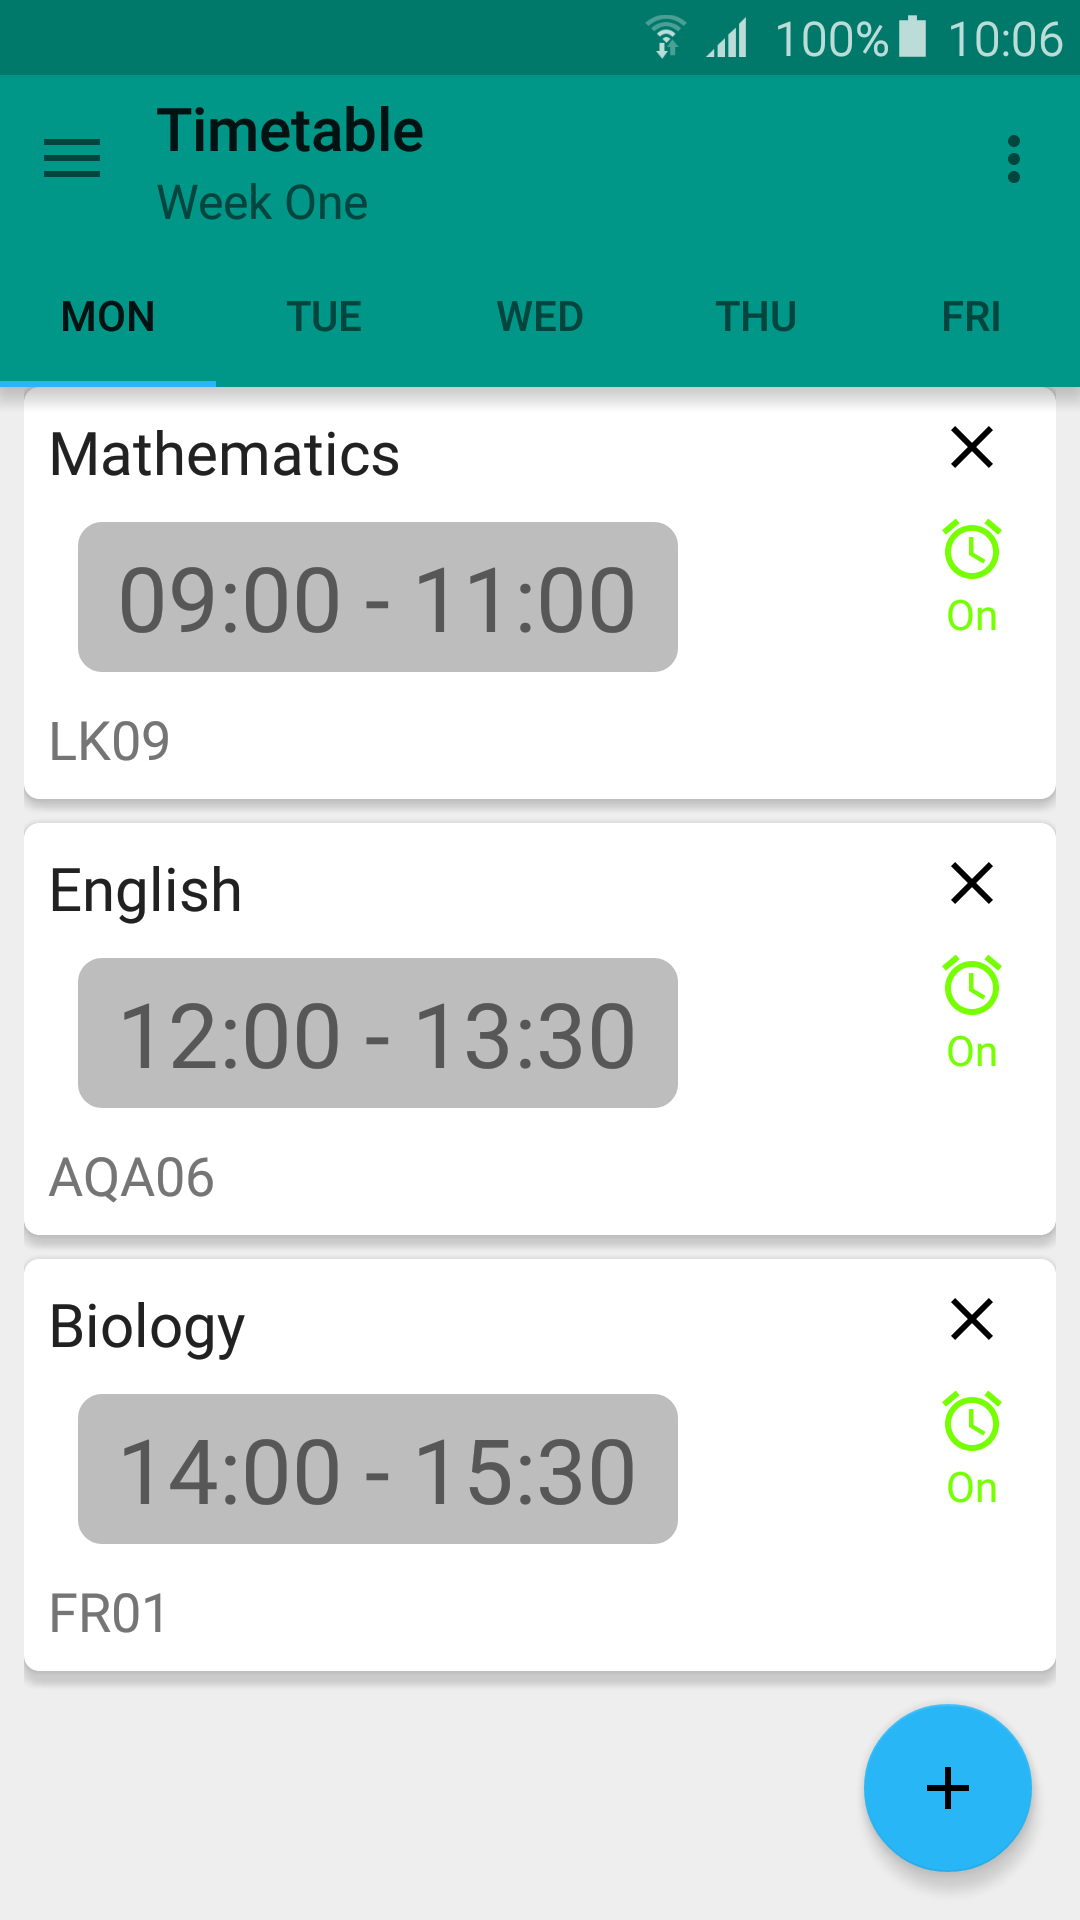 100% 10:06
Timetable
Week One
MON TUE WED THU FRI
Mathematics
09:00 - 11:00
On
LK09
English
12:00 - 13:30
On
AQA06
Biology
14:00 - 15:30
On
FR01